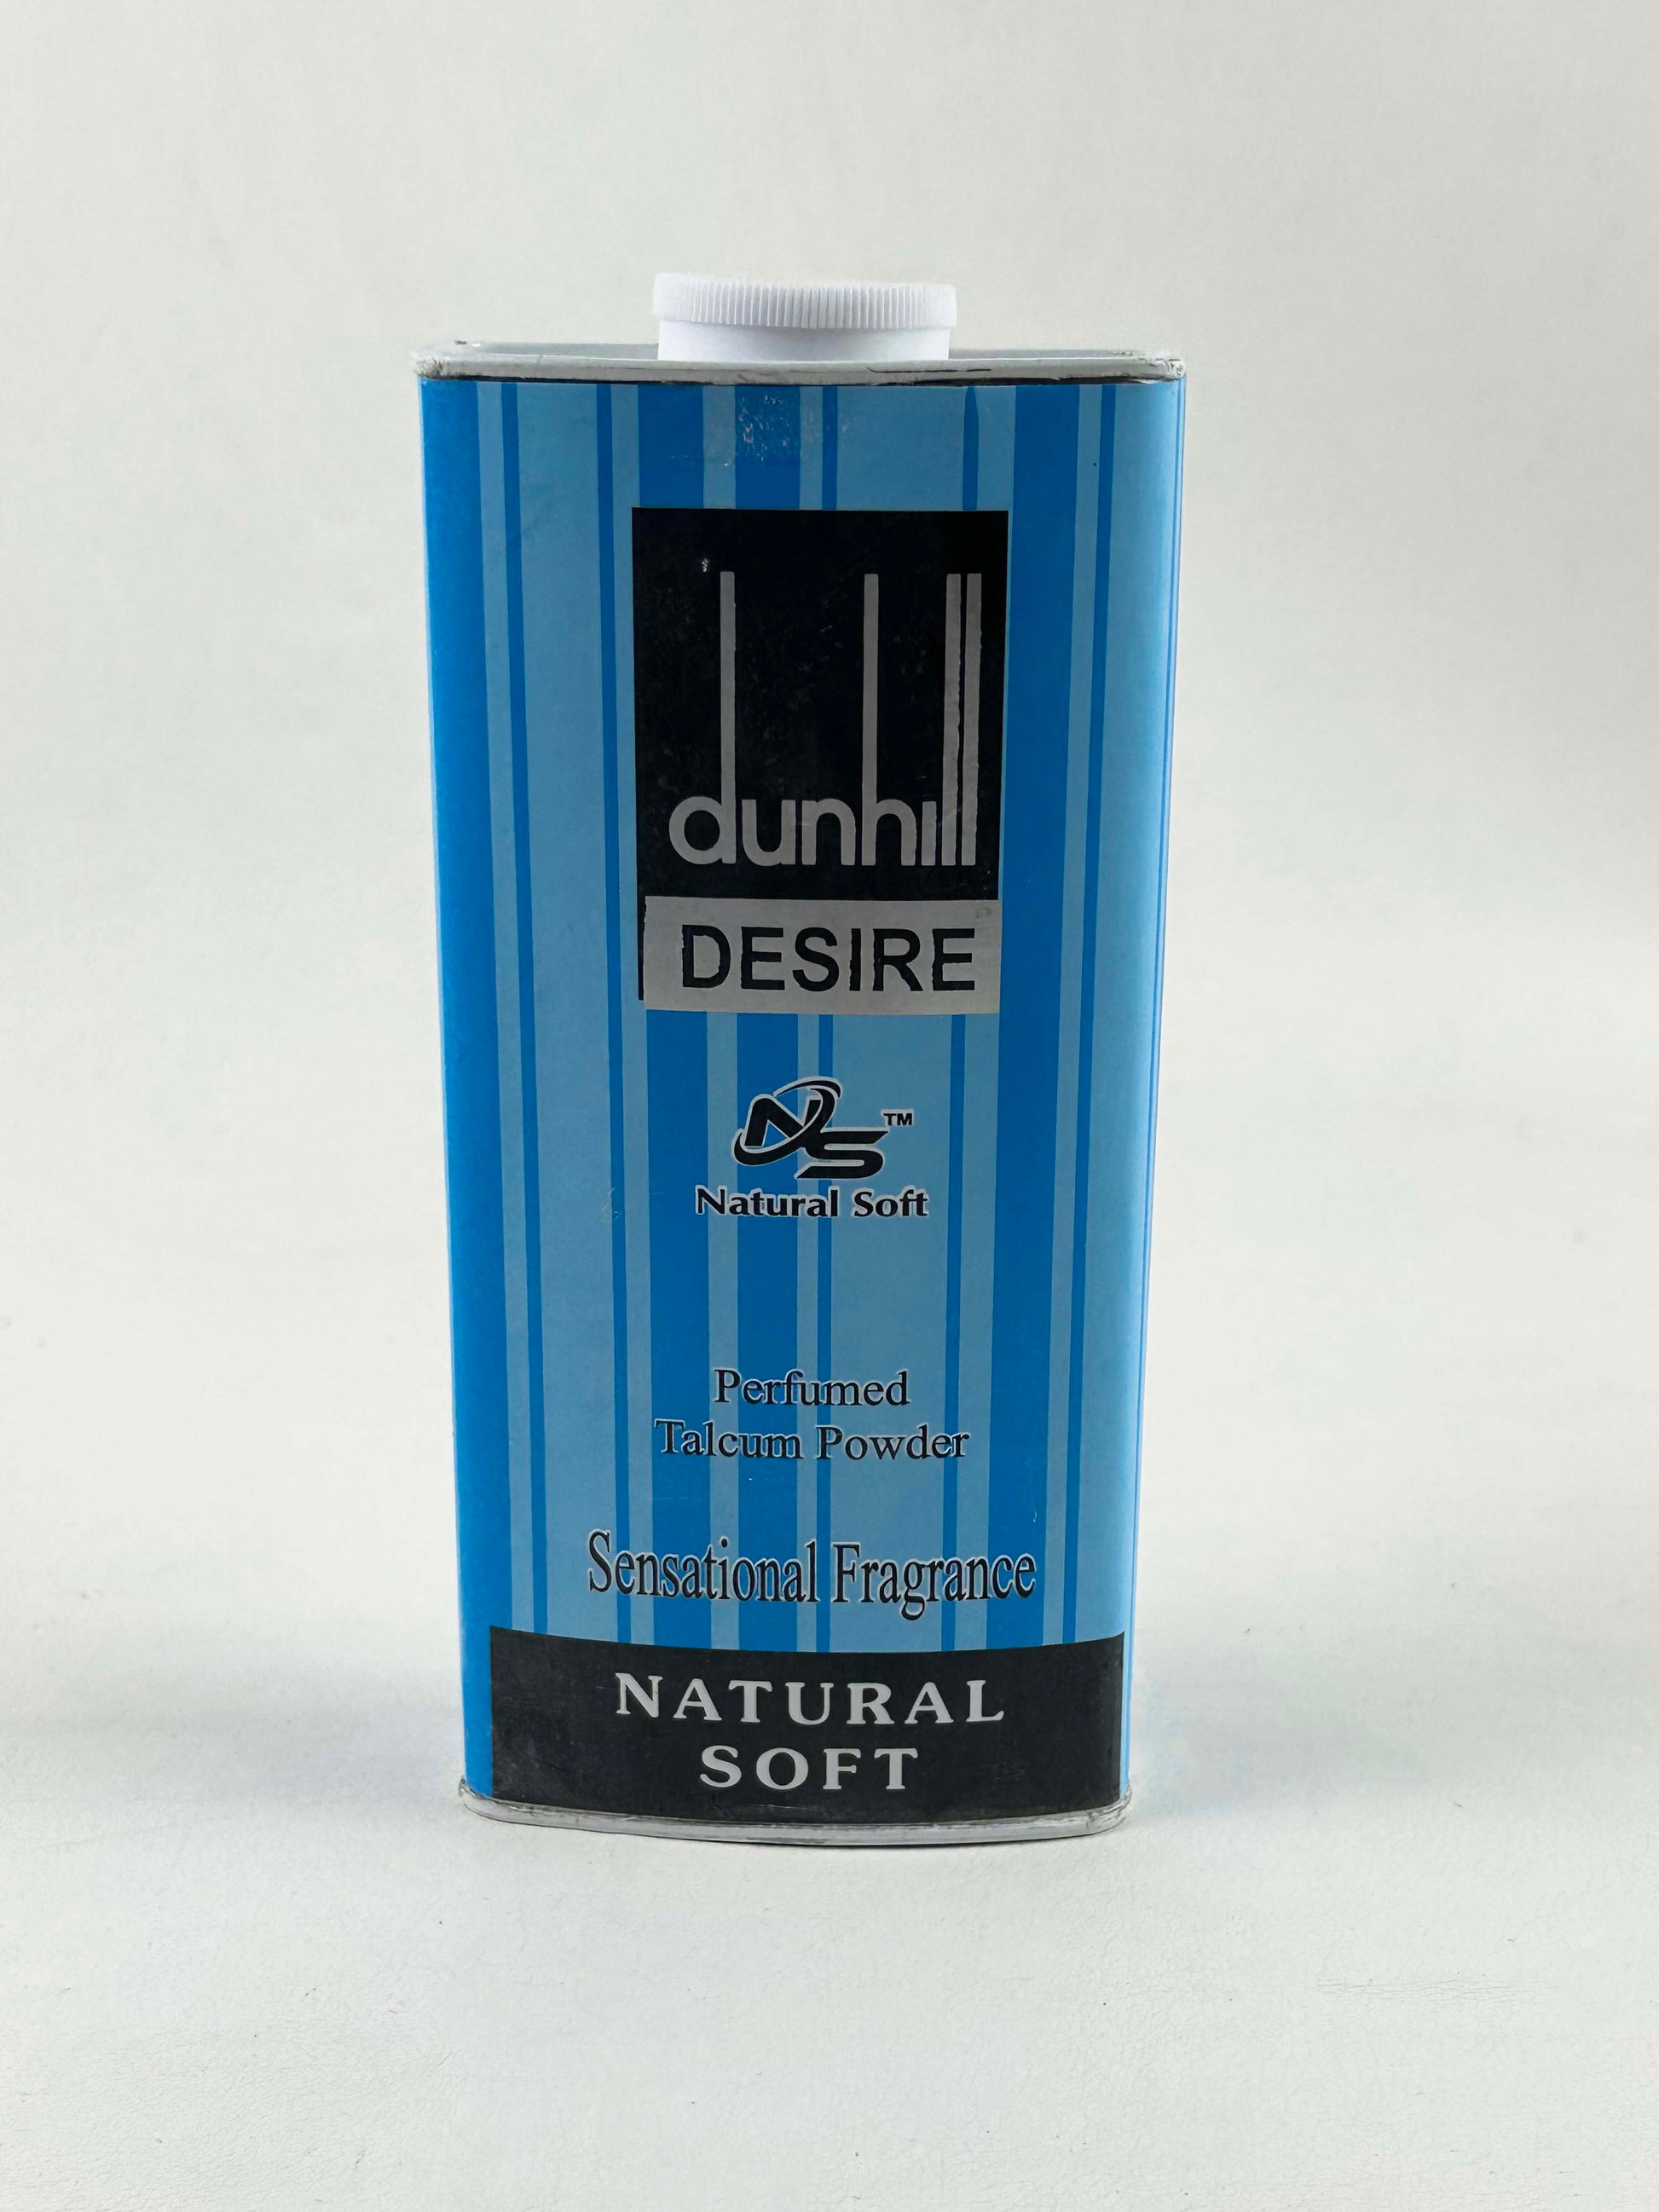 dunhill
DESIRE
NS™
Natural Soft
Perfumed
Talcum Powder
Sensational Fragrance
NATURAL
SOFT